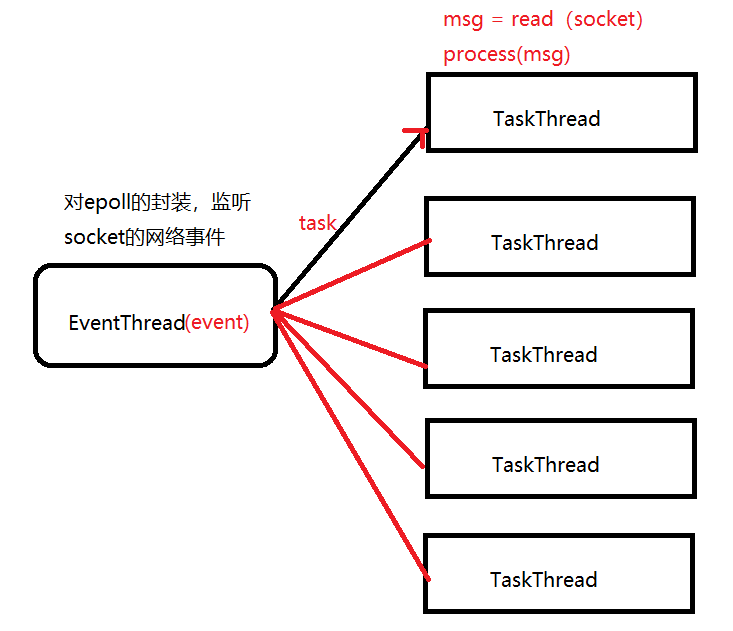 msg = read（socket）
process(msg)
TaskThread
对epoll的封装，监听
socket的网络事件
task
TaskThread
EventThread(event)
TaskThread
TaskThread
TaskThread